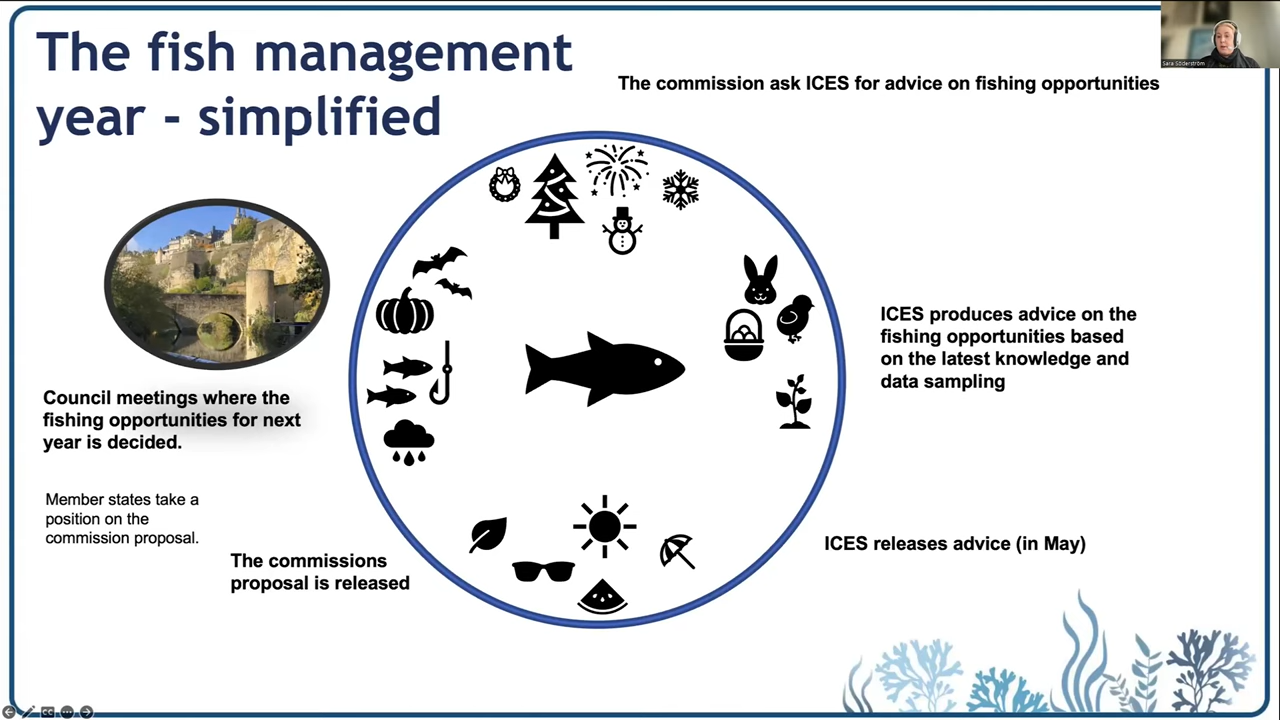 The fish management
year - simplified
The commission ask ICES for advice on fishing opportunities
Sara Söderström
ICES produces advice on the
fishing opportunities based
on the latest knowledge and
data sampling
ICES releases advice (in May)
The commissions
proposal is released
Council meetings where the
fishing opportunities for next
year is decided.
Member states take a
position on the
commission proposal.
CC